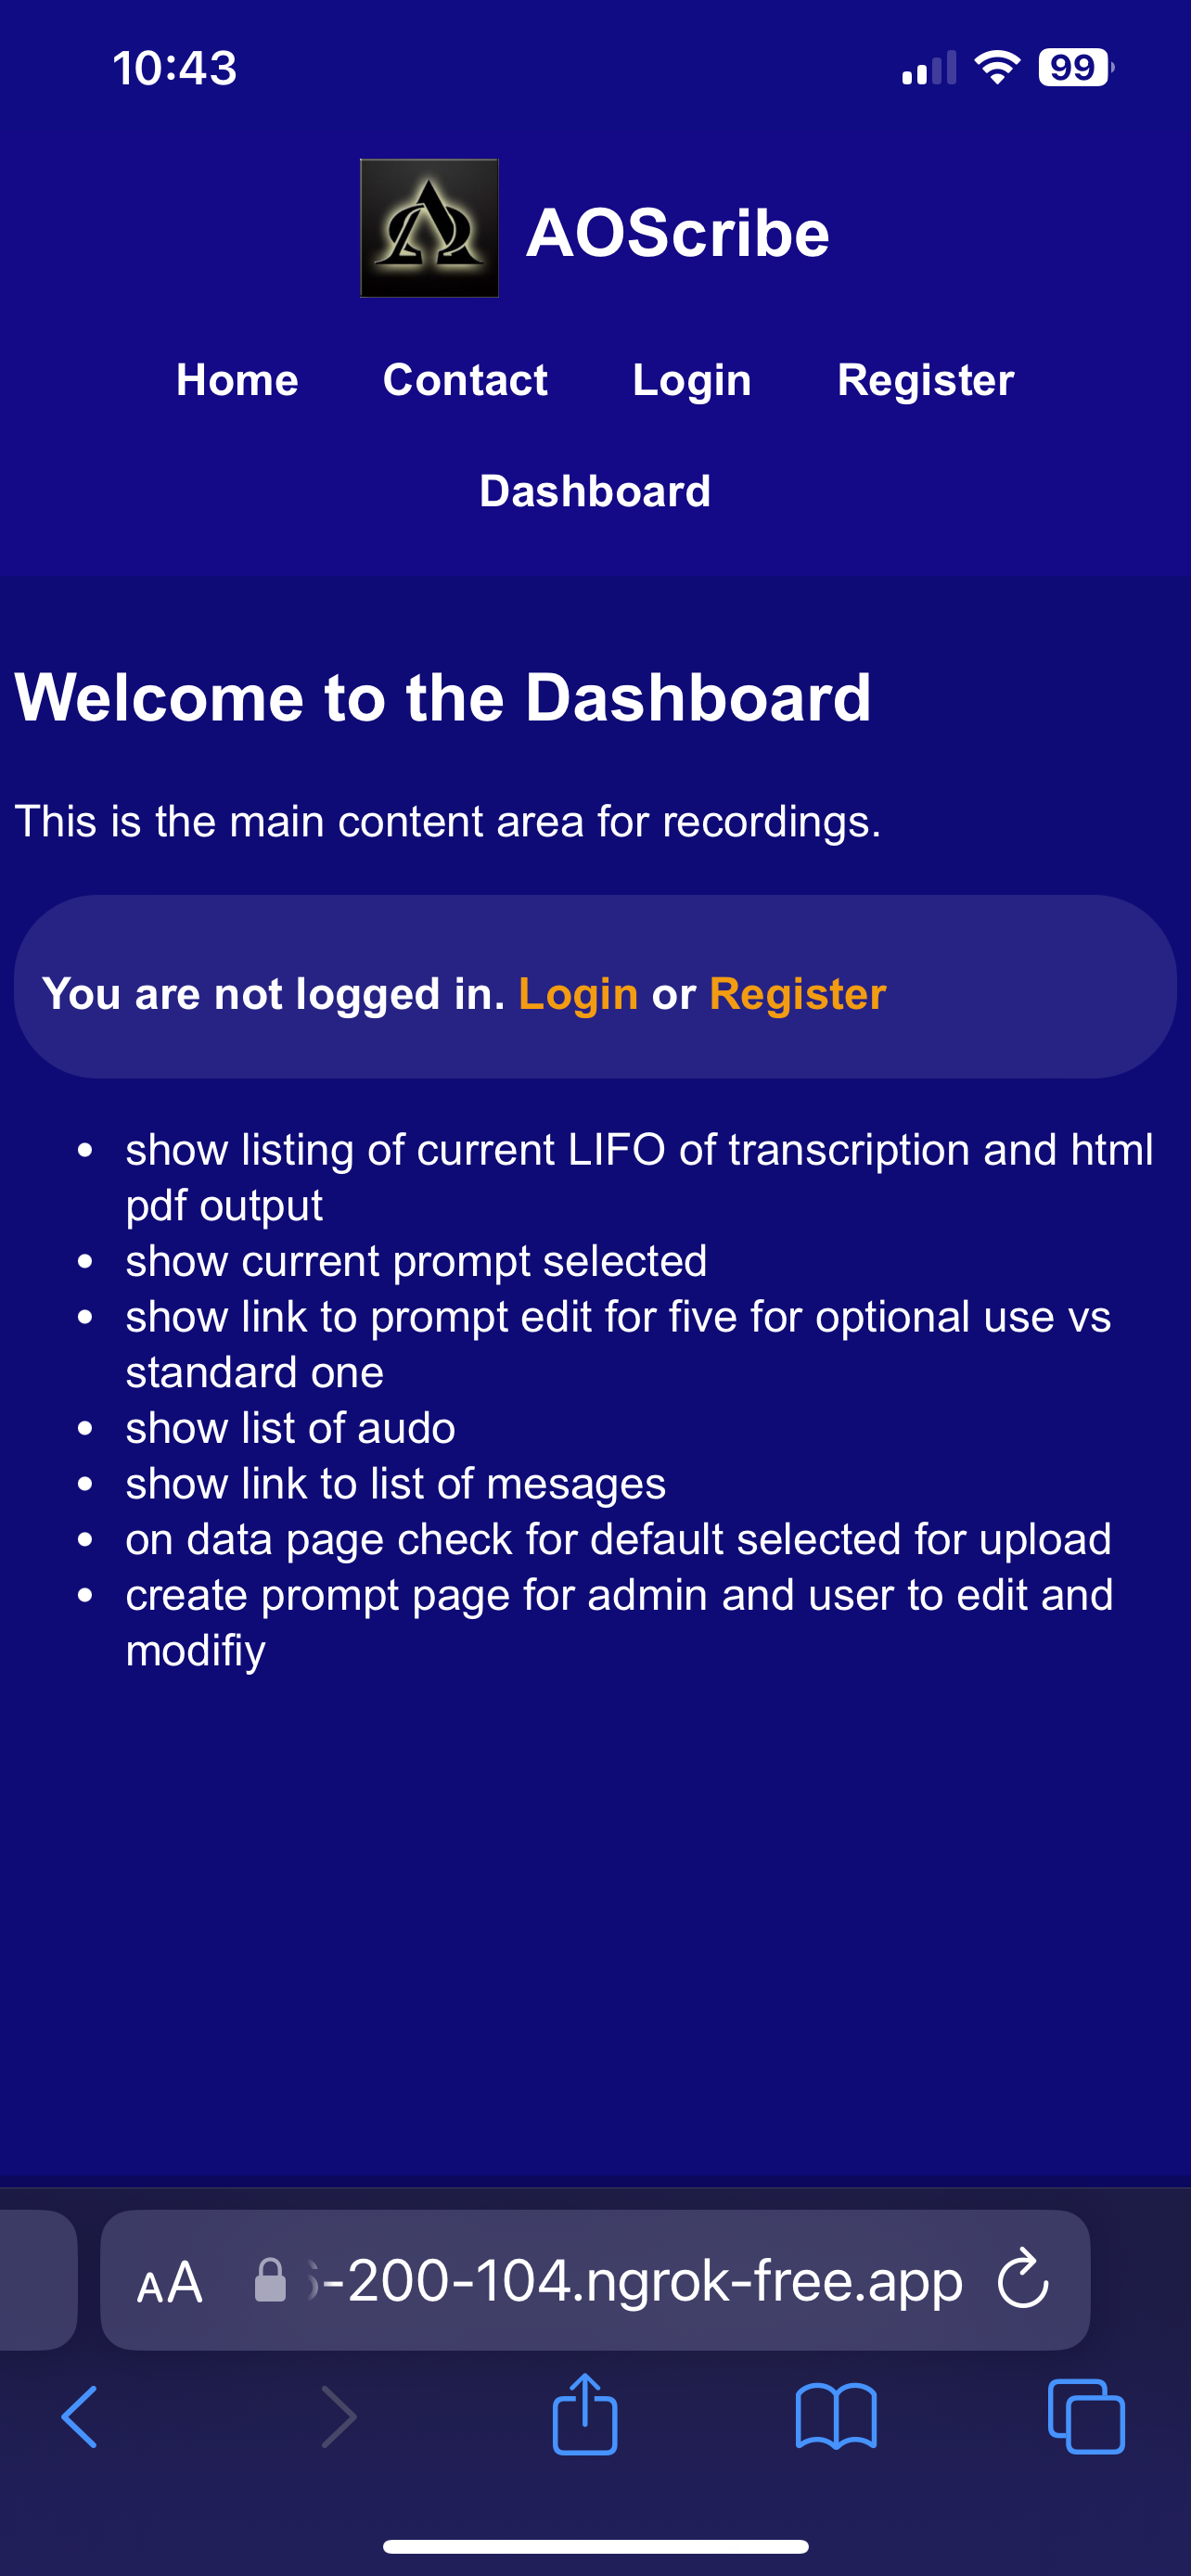 10:43
99
AOScribe
Home Contact Login Register
Dashboard
Welcome to the Dashboard
This is the main content area for recordings.
You are not logged in. Login or Register
• show listing of current LIFO of transcription and html
pdf output
• show current prompt selected
• show link to prompt edit for five for optional use vs
standard one
• show list of audo
• show link to list of mesages
• on data page check for default selected for upload
• create prompt page for admin and user to edit and
modifiy
AA -200-104.ngrok-free.app